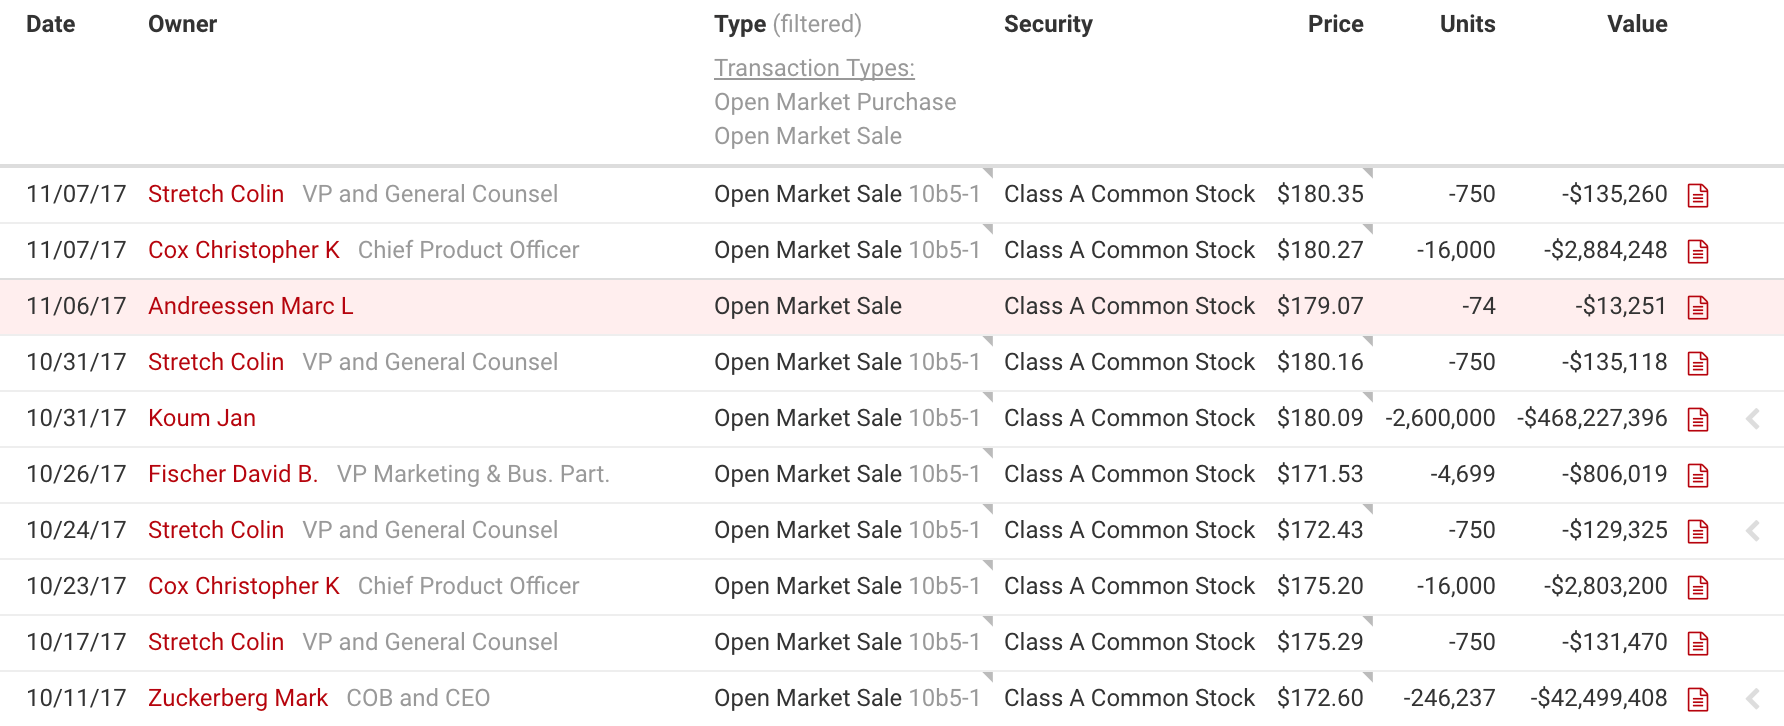 Date Owner Type (filtered) Security Price Units Value
Transaction Types:
Open Market Purchase
Open Market Sale
11/07/17 Stretch Colin VP and General Counsel Open Market Sale 10b5-1 Class A Common Stock $180.35 -750 -$135,260
11/07/17 Cox Christopher K Chief Product Officer Open Market Sale 10b5-1 Class A Common Stock $180.27 -16,000 -$2,884,248
11/06/17 Andreessen Marc L Open Market Sale Class A Common Stock $179.07 -74 -$13,251
10/31/17 Stretch Colin VP and General Counsel Open Market Sale 10b5-1 Class A Common Stock $180.16 -750 -$135,118
10/31/17 Koum Jan Open Market Sale 10b5-1 Class A Common Stock $180.09 -2,600,000 -$468,227,396
10/26/17 Fischer David B. VP Marketing & Bus. Part. Open Market Sale 10b5-1 Class A Common Stock $171.53 -4,699 -$806,019
10/24/17 Stretch Colin VP and General Counsel Open Market Sale 10b5-1 Class A Common Stock $172.43 -750 -$129,325
10/23/17 Cox Christopher K Chief Product Officer Open Market Sale 10b5-1 Class A Common Stock $175.20 -16,000 -$2,803,200
10/17/17 Stretch Colin VP and General Counsel Open Market Sale 10b5-1 Class A Common Stock $175.29 -750 -$131,470
10/11/17 Zuckerberg Mark COB and CEO Open Market Sale 10b5-1 Class A Common Stock $172.60 -246,237 -$42,499,408